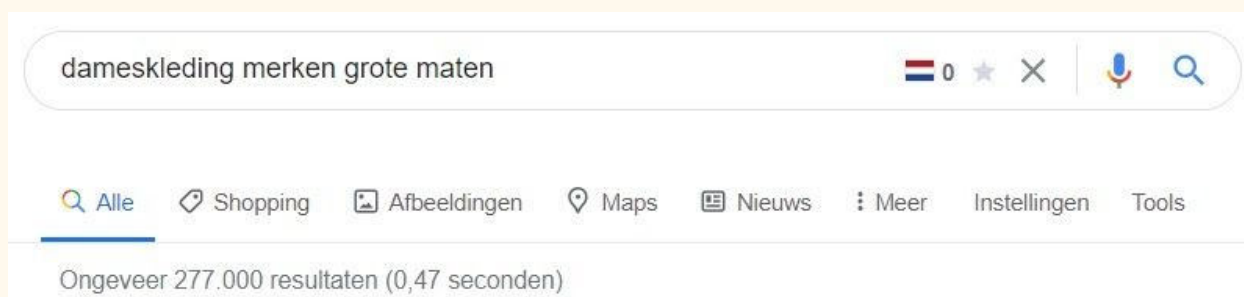 dameskleding merken grote maten 0
Alle Shopping Afbeeldingen Maps Nieuws Meer Instellingen Tools
Ongeveer 277.000 resultaten (0,47 seconden)